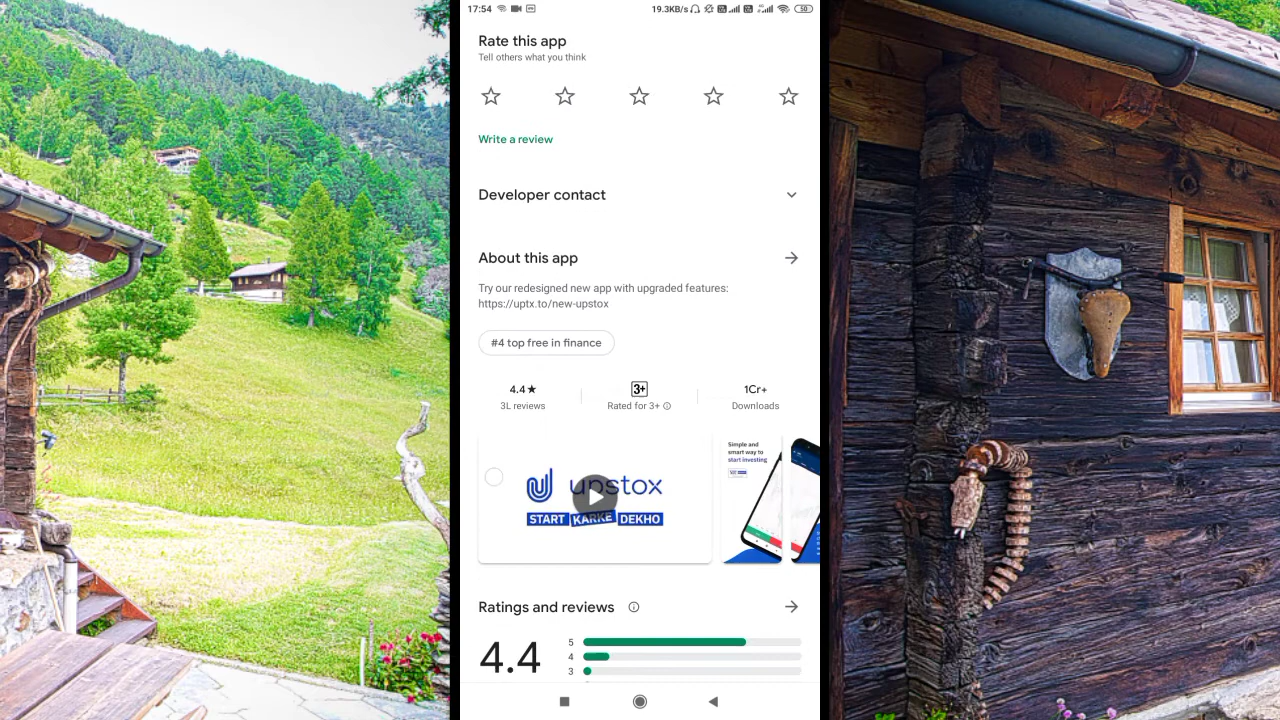 17:54
19.3KB/s
50
Rate this app
Tell others what you think
Write a review
Developer contact
About this app
Try our redesigned new app with upgraded features:
https://uptx.to/new-upstox
#4 top free in finance
4.4★
3+
1Cr+
3L reviews
Rated for 3+
Downloads
upstox
START KARKE DEKHO
Simple and
smart way to
start investing
Ratings and reviews
4.4
5
4
3